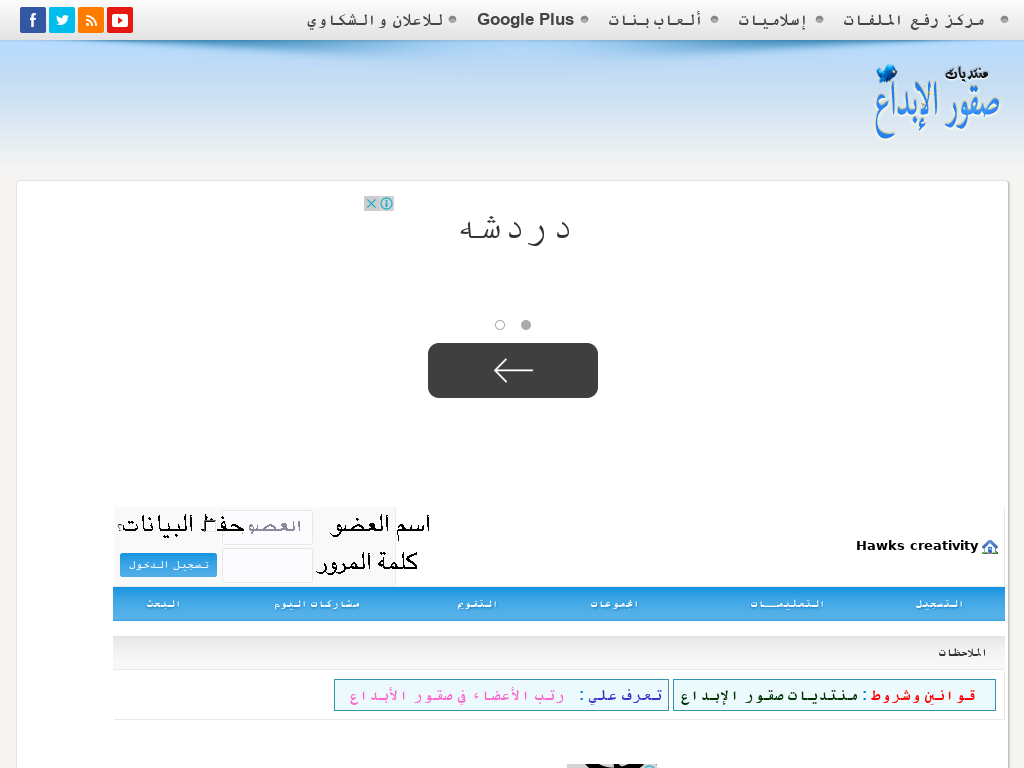 مركز رفع الملفات
إسلاميات
ألعاب بنات
Google Plus
للاعلان والشكاوي
منتديات
صقور الإبداع
دردشه
Hawks creativity
اسم العضو
العضو
حفظ البيانات؟
كلمة المرور
تسجيل الدخول
التسجيل
التعليمـــات
المجموعات
التقويم
مشاركات اليوم
البحث
الملاحظات
قوانين وشروط : منتديات صقور الإبداع
تعرف علي : رتب الأعضاء في صقور الأبداع